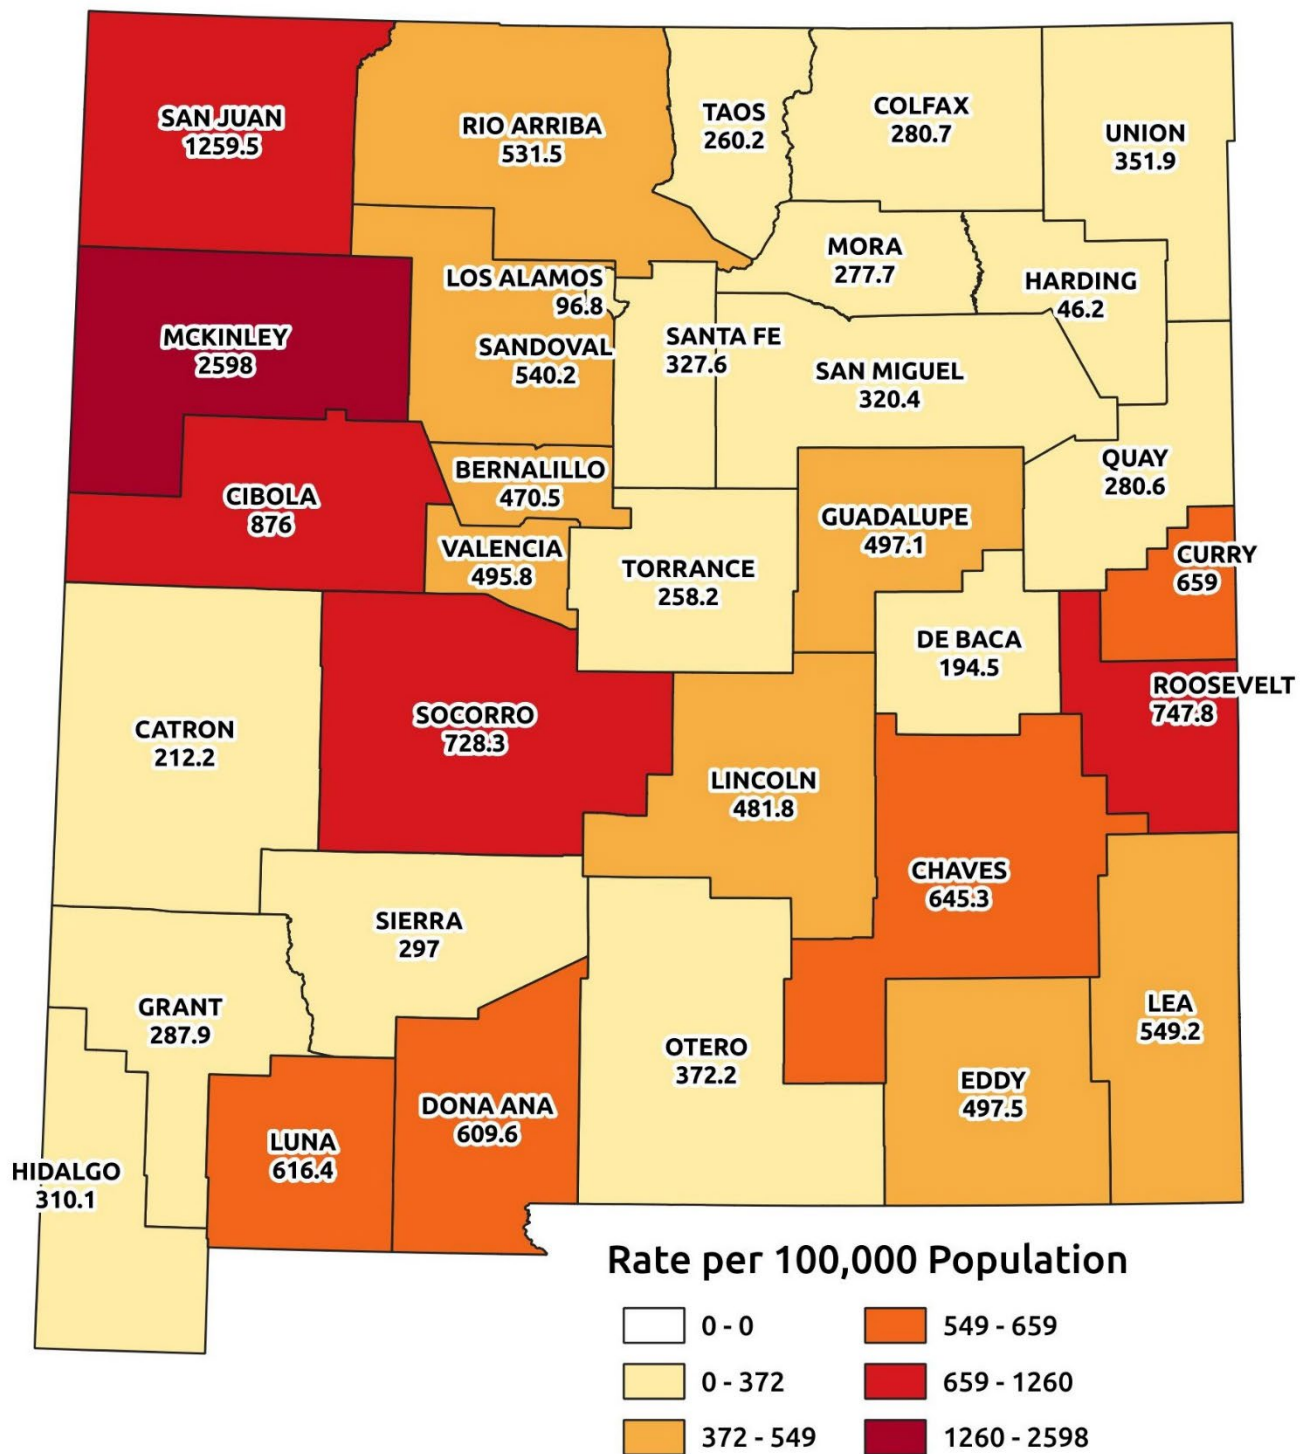 SAN JUAN
1259.5
RIO ARRIBA
531.5
TAOS
260.2
COLFAX
280.7
UNION
351.9
MORA
277.7
HARDING
46.2
LOS ALAMOS
96.8
MCKINLEY
2598
SANDOVAL
540.2
SANTA FE
327.6
SAN MIGUEL
320.4
BERNALILLO
470.5
QUAY
280.6
CIBOLA
876
GUADALUPE
497.1
VALENCIA
495.8
TORRANCE
258.2
CURRY
659
DE BACA
194.5
ROOSEVELT
747.8
CATRON
212.2
SOCORRO
728.3
LINCOLN
481.8
CHAVES
645.3
SIERRA
297
GRANT
287.9
LEA
549.2
OTERO
372.2
EDDY
497.5
DONA ANA
609.6
LUNA
616.4
HIDALGO
310.1
Rate per 100,000 Population
0 - 0
0 - 372
372 - 549
549 - 659
659 - 1260
1260 - 2598